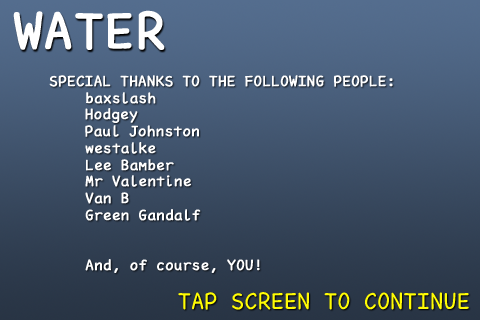 WATER
SPECIAL THANKS TO THE FOLLOWING PEOPLE:
baxslash
Hodgey
Paul Johnston
westalke
Lee Bamber
Mr Valentine
Van B
Green Gandalf
And, of course, YOU!
TAP SCREEN TO CONTINUE